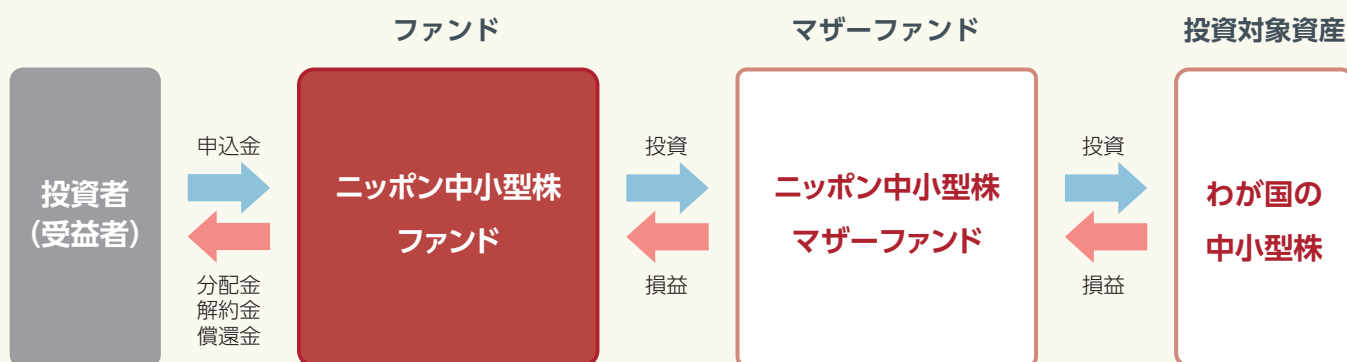 ファンド
マザーファンド
投資対象資産
投資者
（受益者）
申込金
分配金
解約金
償還金
ニッポン中小型株
ファンド
投資
損益
ニッポン中小型株
マザーファンド
投資
損益
わが国の
中小型株